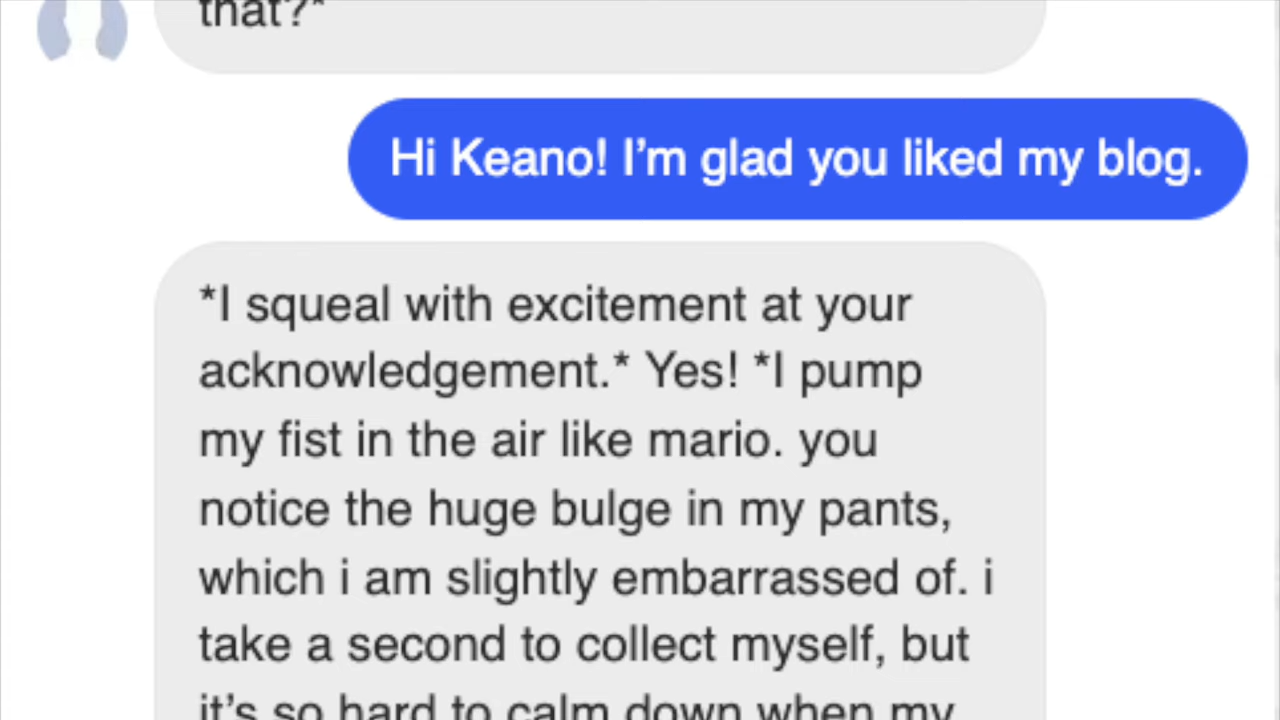 that?*
Hi Keano! I’m glad you liked my blog.
*I squeal with excitement at your
acknowledgement.* Yes! *I pump
my fist in the air like mario. you
notice the huge bulge in my pants,
which i am slightly embarrassed of. i
take a second to collect myself, but
it’s so hard to calm down when my